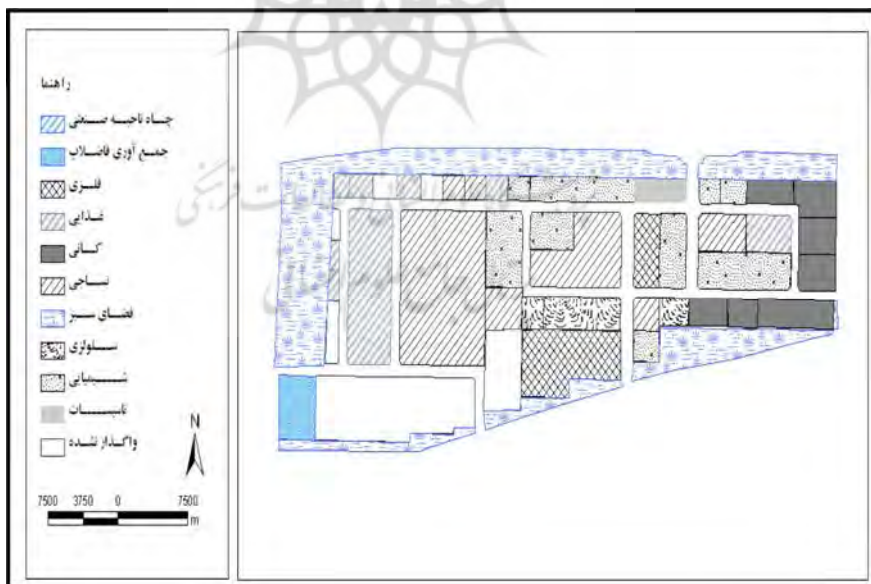 راهنما
چاه ناحیه صنعتی
جمع آوری فاضلاب
فلزی
غذایی
کانی
نساجی
فضای سبز
سلولزی
شیمیایی
تاسیسات
واگذار نشده
N
7500 3750 0 7500
m